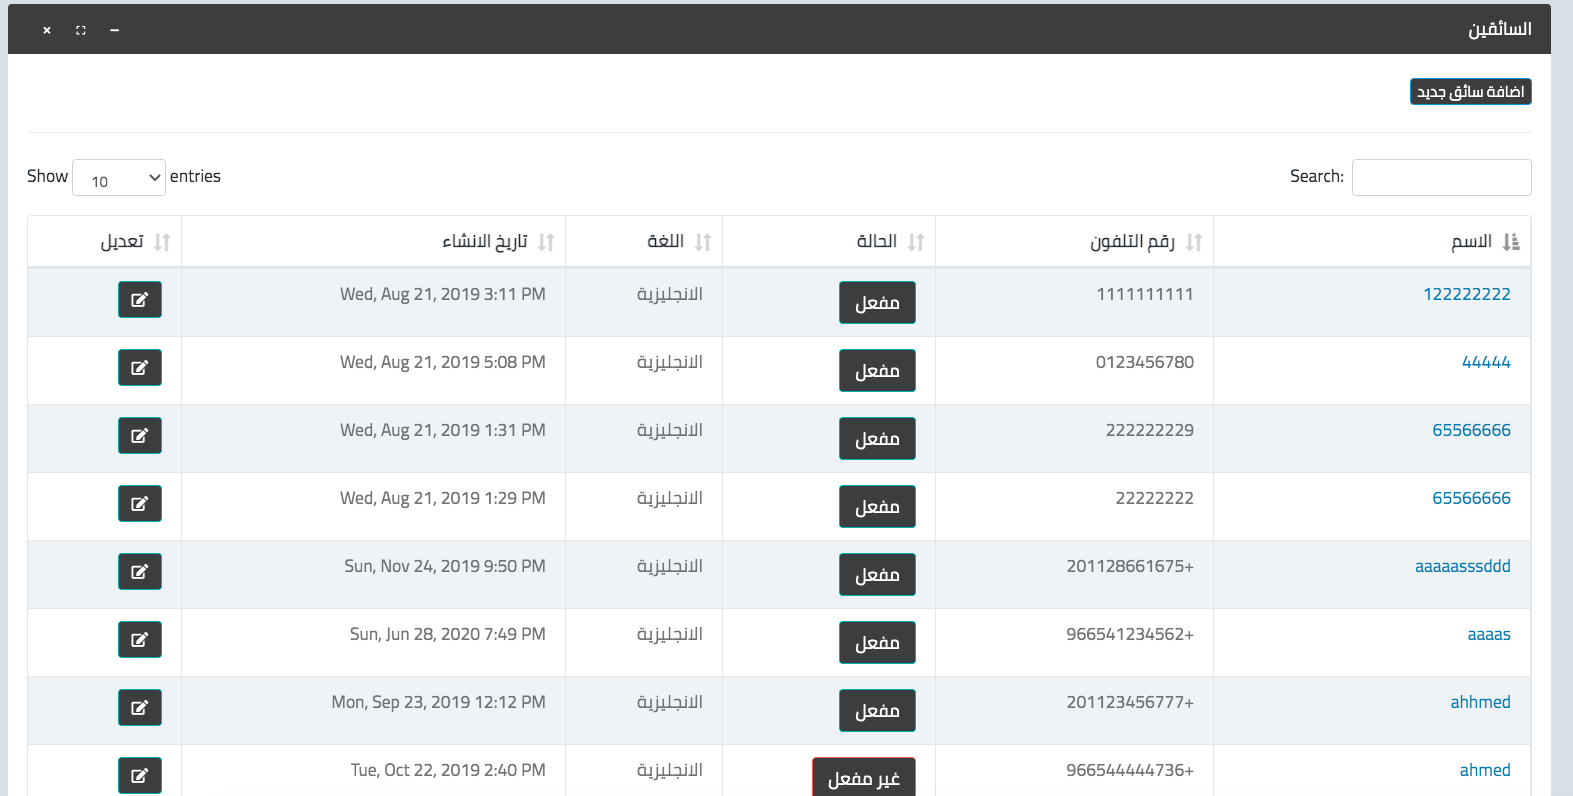 السائقين
اضافة سائق جديد
Show 10 entries
Search:
الاسم رقم التلفون الحالة اللغة تاريخ الانشاء تعديل
122222222 1111111111 مفعل الانجليزية Wed, Aug 21, 2019 3:11 PM
44444 0123456780 مفعل الانجليزية Wed, Aug 21, 2019 5:08 PM
65566666 222222229 مفعل الانجليزية Wed, Aug 21, 2019 1:31 PM
65566666 22222222 مفعل الانجليزية Wed, Aug 21, 2019 1:29 PM
aaaaasssddd 201128661675+ مفعل الانجليزية Sun, Nov 24, 2019 9:50 PM
aaaas 966541234562+ مفعل الانجليزية Sun, Jun 28, 2020 7:49 PM
ahhmed 201123456777+ مفعل الانجليزية Mon, Sep 23, 2019 12:12 PM
ahmed 966544444736+ غير مفعل الانجليزية Tue, Oct 22, 2019 2:40 PM